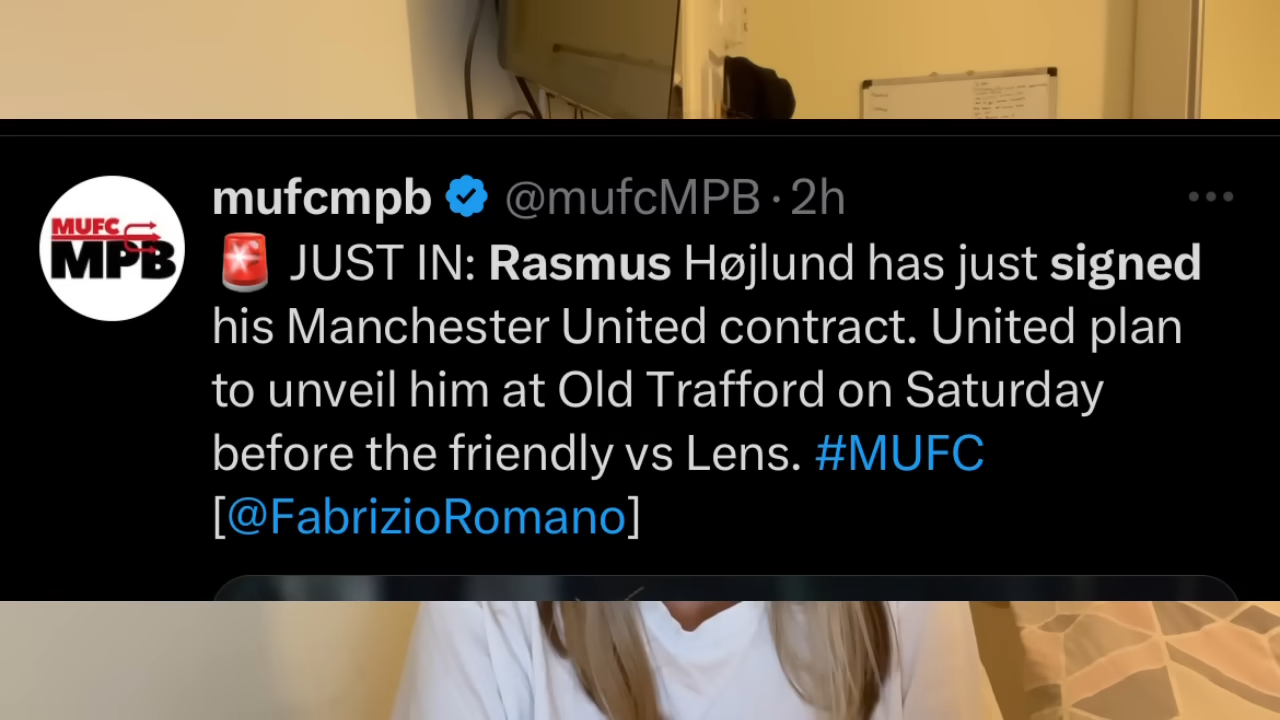 mufcmpb @mufcMPB · 2h
MUFC
MPB
🚨 JUST IN: Rasmus Højlund has just signed
his Manchester United contract. United plan
to unveil him at Old Trafford on Saturday
before the friendly vs Lens. #MUFC
[@FabrizioRomano]